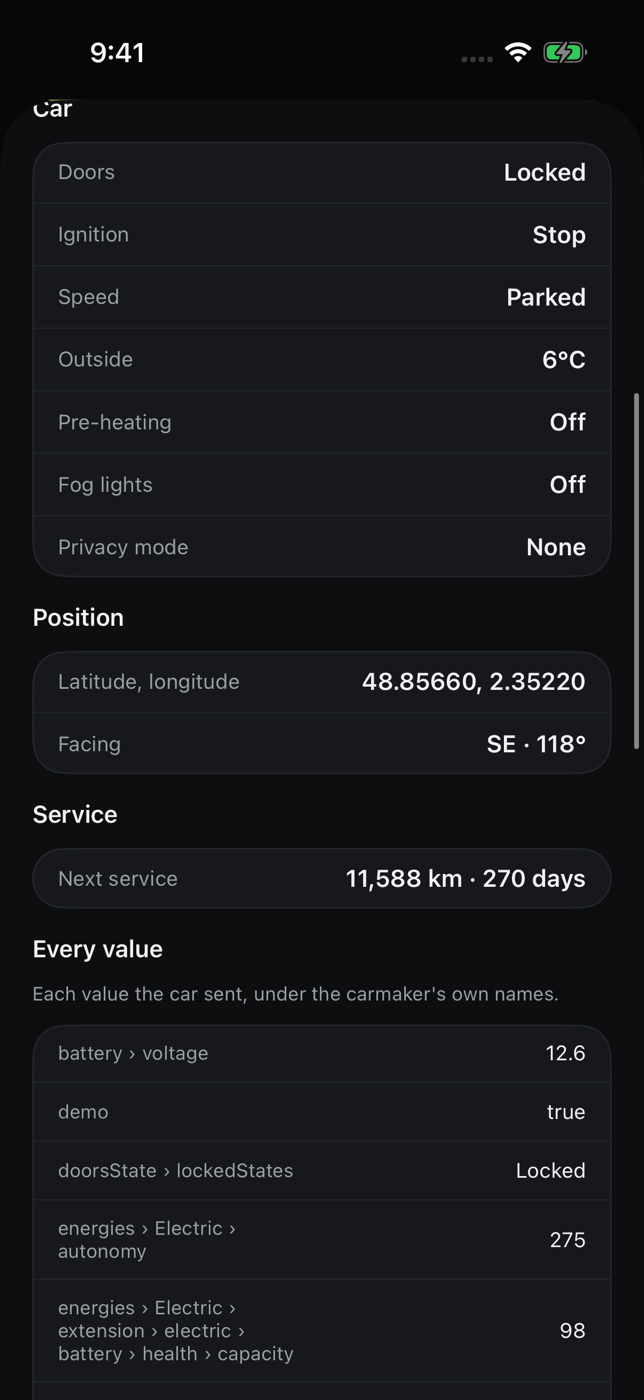 9:41
Car
Doors Locked
Ignition Stop
Speed Parked
Outside 6°C
Pre-heating Off
Fog lights Off
Privacy mode None
Position
Latitude, longitude 48.85660, 2.35220
Facing SE · 118°
Service
Next service 11,588 km · 270 days
Every value
Each value the car sent, under the carmaker's own names.
battery › voltage 12.6
demo true
doorsState › lockedStates Locked
energies › Electric ›
autonomy 275
energies › Electric ›
extension › electric › 98
battery › health › capacity